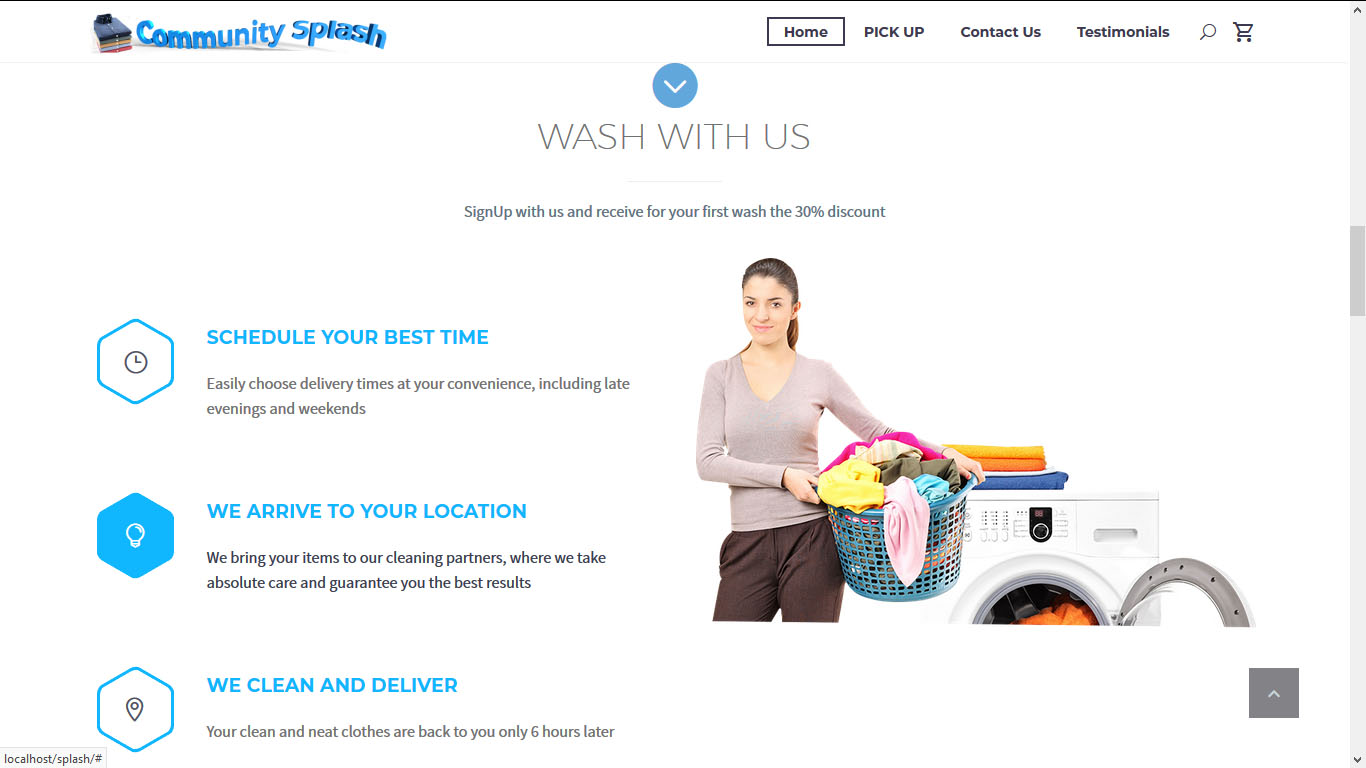 Community Splash
Home
PICK UP
Contact Us
Testimonials
WASH WITH US
SignUp with us and receive for your first wash the 30% discount
SCHEDULE YOUR BEST TIME
Easily choose delivery times at your convenience, including late
evenings and weekends
WE ARRIVE TO YOUR LOCATION
We bring your items to our cleaning partners, where we take
absolute care and guarantee you the best results
WE CLEAN AND DELIVER
Your clean and neat clothes are back to you only 6 hours later
localhost/splash/#